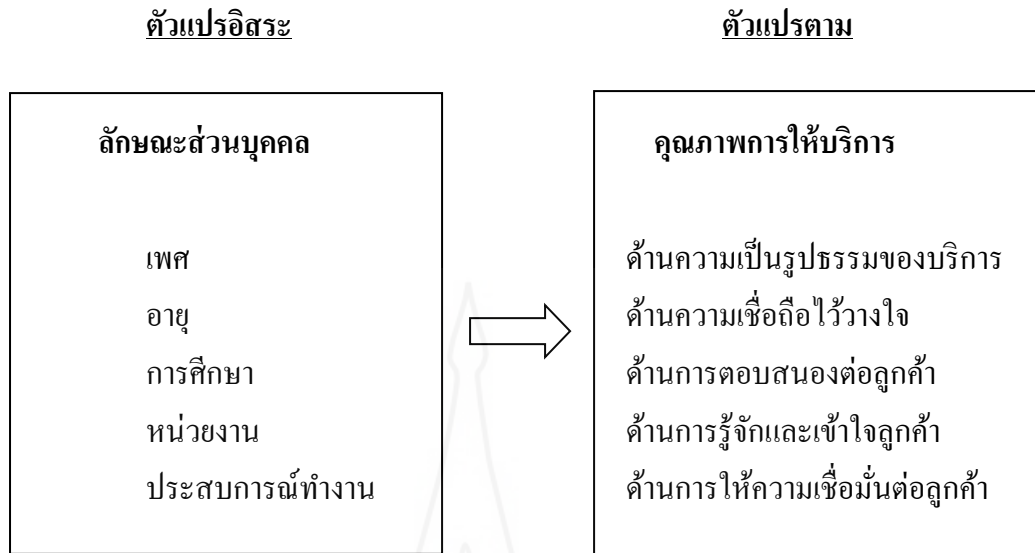 ตัวแปรอิสระ
ตัวแปรตาม
ลักษณะส่วนบุคคล
เพศ
อายุ
การศึกษา
หน่วยงาน
ประสบการณ์ทำงาน
คุณภาพการให้บริการ
ด้านความเป็นรูปธรรมของบริการ
ด้านความเชื่อถือไว้วางใจ
ด้านการตอบสนองต่อลูกค้า
ด้านการรู้จักและเข้าใจลูกค้า
ด้านการให้ความเชื่อมั่นต่อลูกค้า